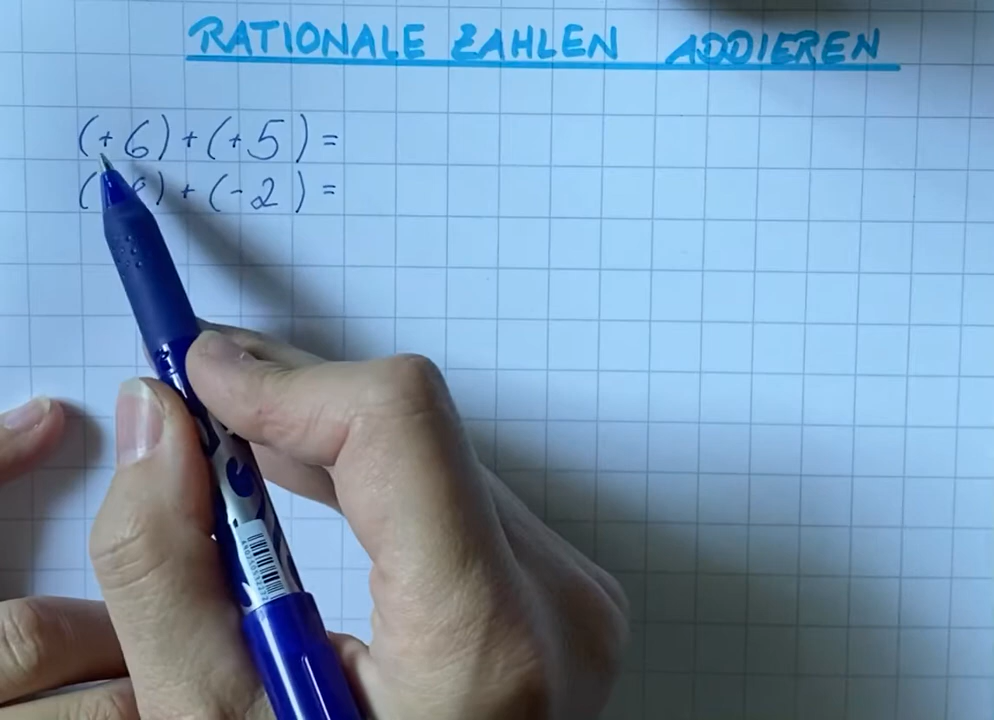 RATIONALE ZAHLEN ADDIEREN
(+6)+(+5)=
( )+(-2)=